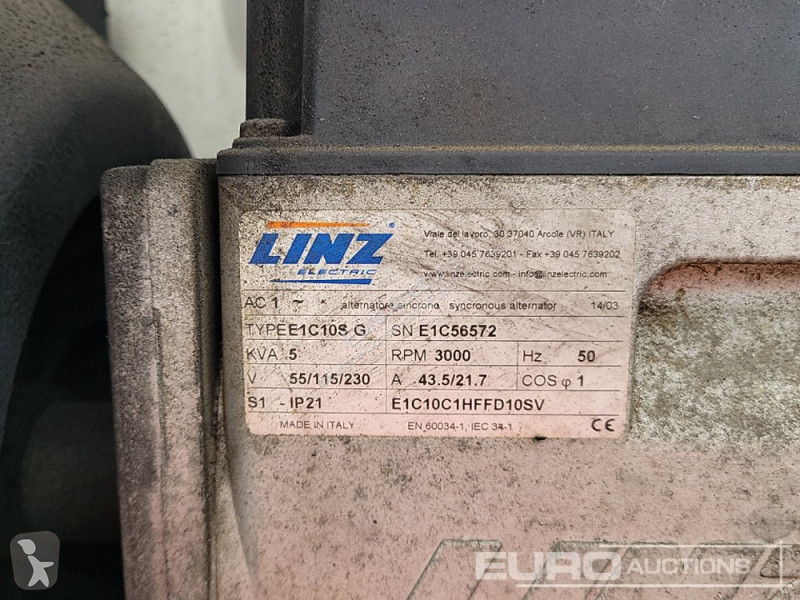 LINZ ®
ELECTRIC
Viale del lavoro, 30 37040 Arcole (VR) ITALY
Tel. +39 045 7639201 - Fax +39 045 7639202
www.linzelectric.com - info@linzelectric.com
AC 1 ~ alternatore sincrono syncronous alternator 14/03
TYPE E1C10S G SN E1C56572
KVA 5 RPM 3000 Hz 50
V 55/115/230 A 43.5/21.7 COS φ 1
S1 - IP21 E1C10C1HFFD10SV
MADE IN ITALY EN 60034-1, IEC 34-1 CE
EURO AUCTIONS